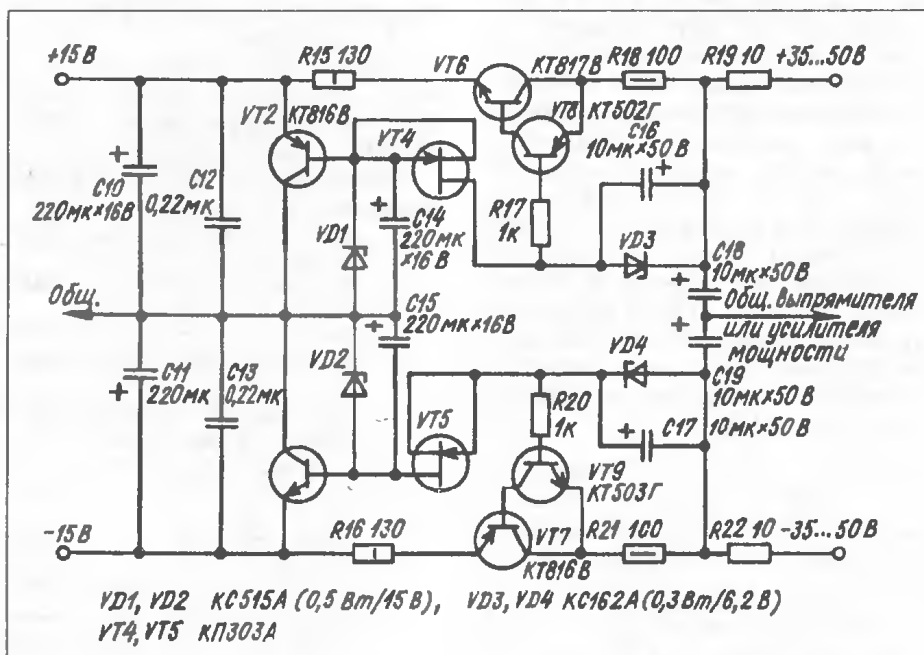 +15 В
R15 130
VT6
КТ817В
R18 100
R19 10
+35...50 В
VT2
КТ816В
VT4
VT8
КТ502Г
C16
10мк×50 В
C10
220мк×16В
C12
0,22мк
VD1
C14
220мк
×16 В
R17
1к
VD3
C18
10мк×50В
Общ.
C15
220мк×16В
Общ. выпрямителя
или усилителя
мощности
C11
220мк
C13
0,22мк
VD2
VT5
R20
1к
VD4
C19
10мк×50В
C17
10мк×50 В
VT9
КТ503Г
−15 В
R16 130
VT7
КТ816В
R21 100
R22 10
−35...50 В
VD1, VD2 КС515А (0,5 Вт/15 В), VD3, VD4 КС162А (0,3 Вт/6,2 В)
VT4, VT5 КП303А